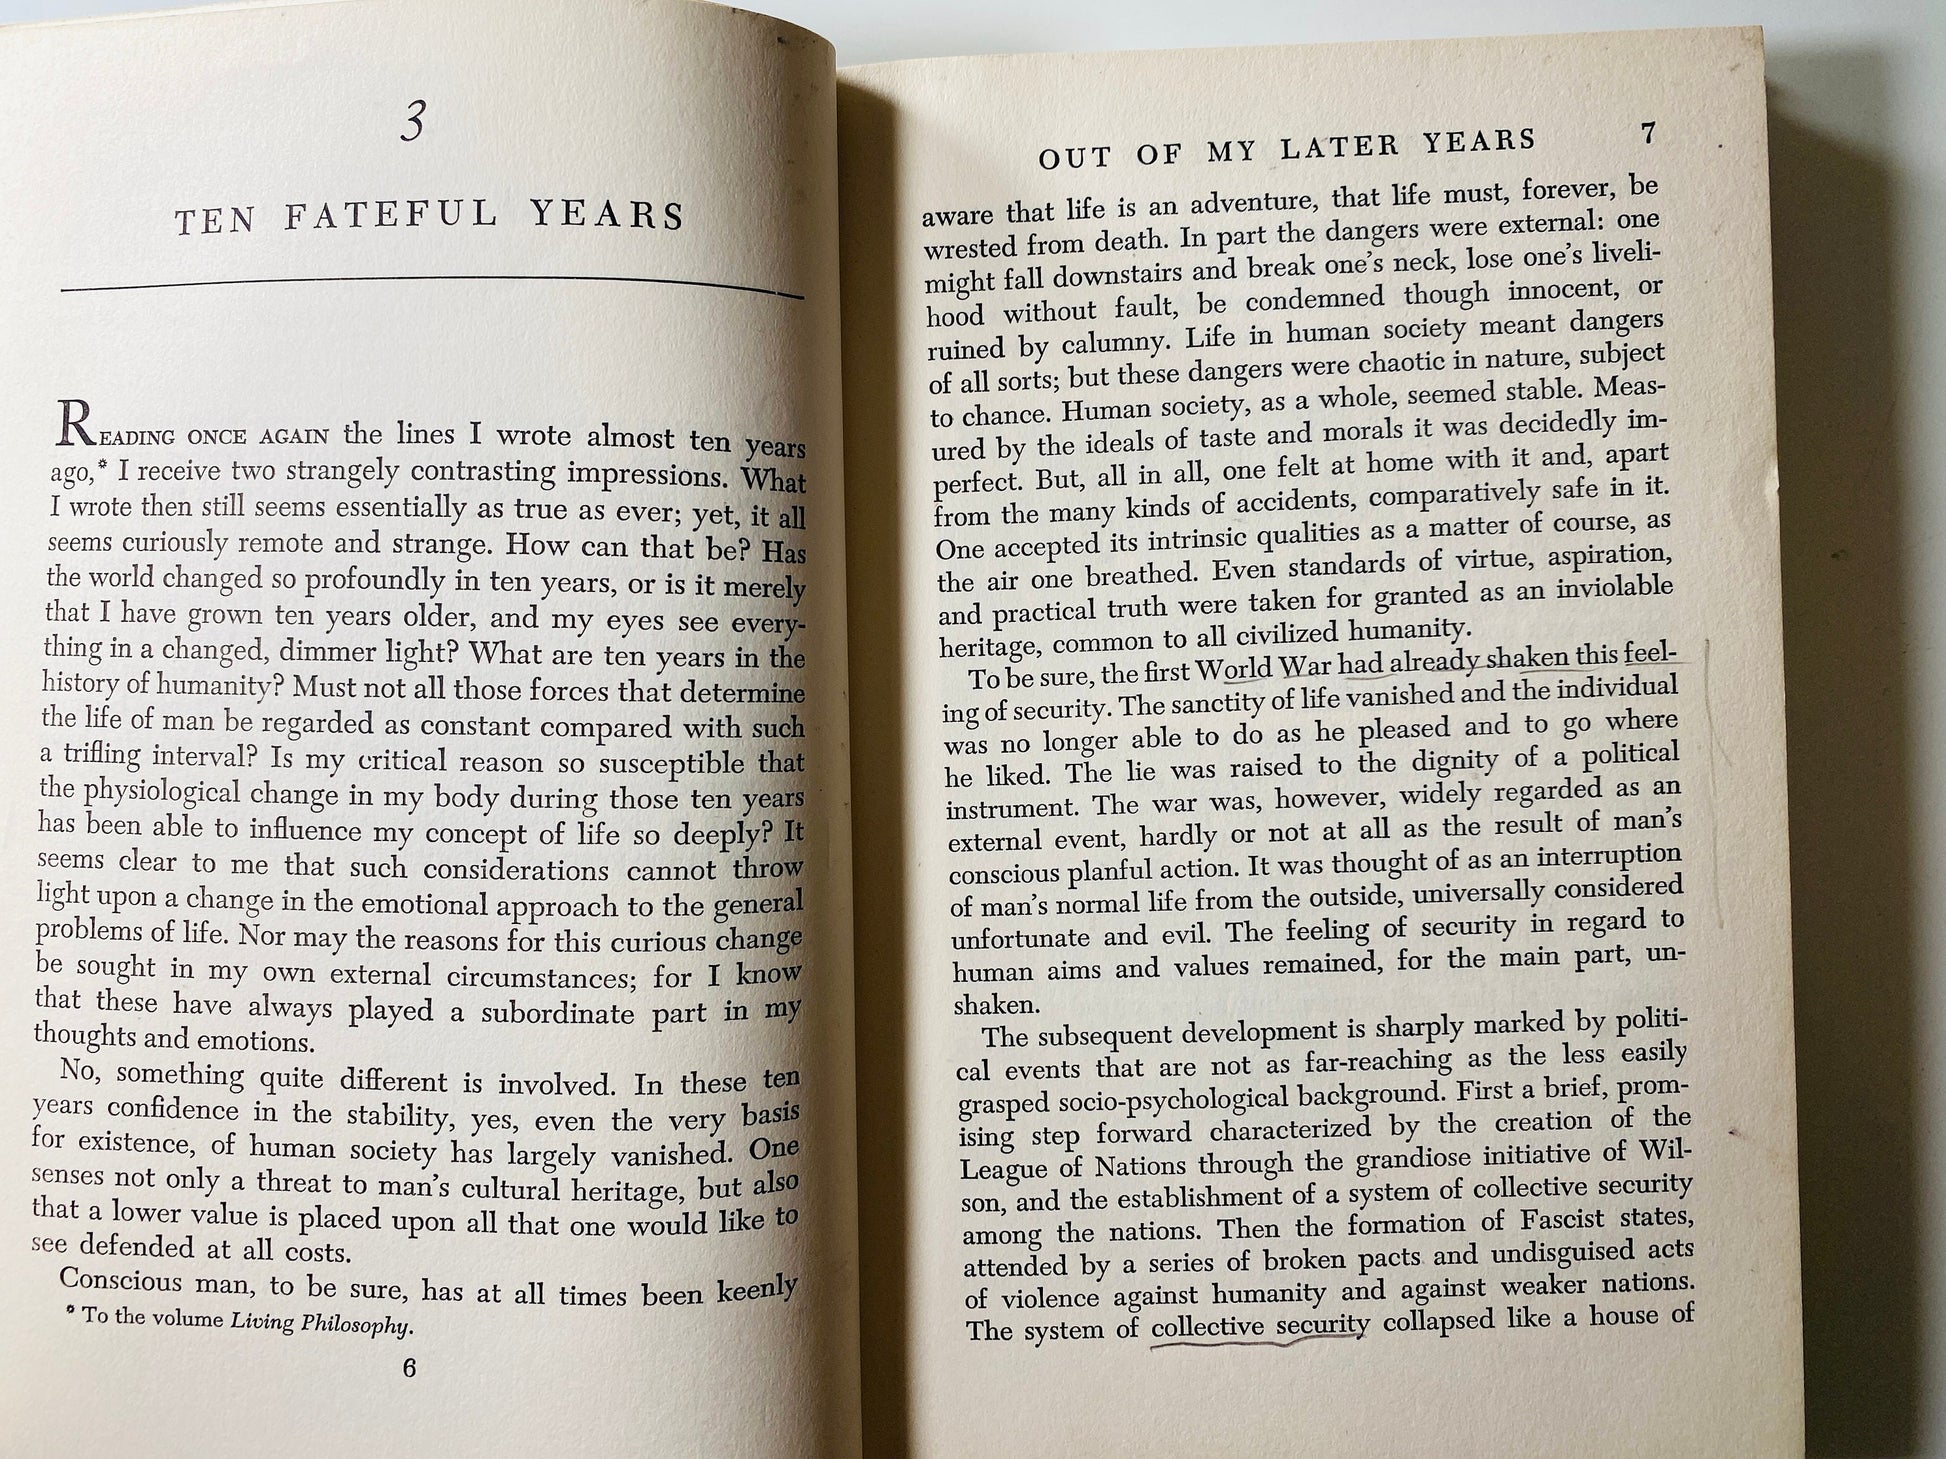 3
TEN FATEFUL YEARS
READING ONCE AGAIN the lines I wrote almost ten years
ago,* I receive two strangely contrasting impressions. What
I wrote then still seems essentially as true as ever; yet, it all
seems curiously remote and strange. How can that be? Has
the world changed so profoundly in ten years, or is it merely
that I have grown ten years older, and my eyes see every-
thing in a changed, dimmer light? What are ten years in the
history of humanity? Must not all those forces that determine
the life of man be regarded as constant compared with such
a trifling interval? Is my critical reason so susceptible that
the physiological change in my body during those ten years
has been able to influence my concept of life so deeply? It
seems clear to me that such considerations cannot throw
light upon a change in the emotional approach to the general
problems of life. Nor may the reasons for this curious change
be sought in my own external circumstances; for I know
that these have always played a subordinate part in my
thoughts and emotions.
No, something quite different is involved. In these ten
years confidence in the stability, yes, even the very basis
for existence, of human society has largely vanished. One
senses not only a threat to man's cultural heritage, but also
that a lower value is placed upon all that one would like to
see defended at all costs.
Conscious man, to be sure, has at all times been keenly
* To the volume Living Philosophy.
6
OUT OF MY LATER YEARS 7
aware that life is an adventure, that life must, forever, be
wrested from death. In part the dangers were external: one
might fall downstairs and break one's neck, lose one's liveli-
hood without fault, be condemned though innocent, or
ruined by calumny. Life in human society meant dangers
of all sorts; but these dangers were chaotic in nature, subject
to chance. Human society, as a whole, seemed stable. Meas-
ured by the ideals of taste and morals it was decidedly im-
perfect. But, all in all, one felt at home with it and, apart
from the many kinds of accidents, comparatively safe in it.
One accepted its intrinsic qualities as a matter of course, as
the air one breathed. Even standards of virtue, aspiration,
and practical truth were taken for granted as an inviolable
heritage, common to all civilized humanity.
To be sure, the first World War had already shaken this feel-
ing of security. The sanctity of life vanished and the individual
was no longer able to do as he pleased and to go where
he liked. The lie was raised to the dignity of a political
instrument. The war was, however, widely regarded as an
external event, hardly or not at all as the result of man's
conscious planful action. It was thought of as an interruption
of man's normal life from the outside, universally considered
unfortunate and evil. The feeling of security in regard to
human aims and values remained, for the main part, un-
shaken.
The subsequent development is sharply marked by politi-
cal events that are not as far-reaching as the less easily
grasped socio-psychological background. First a brief, prom-
ising step forward characterized by the creation of the
League of Nations through the grandiose initiative of Wil-
son, and the establishment of a system of collective security
among the nations. Then the formation of Fascist states,
attended by a series of broken pacts and undisguised acts
of violence against humanity and against weaker nations.
The system of collective security collapsed like a house of